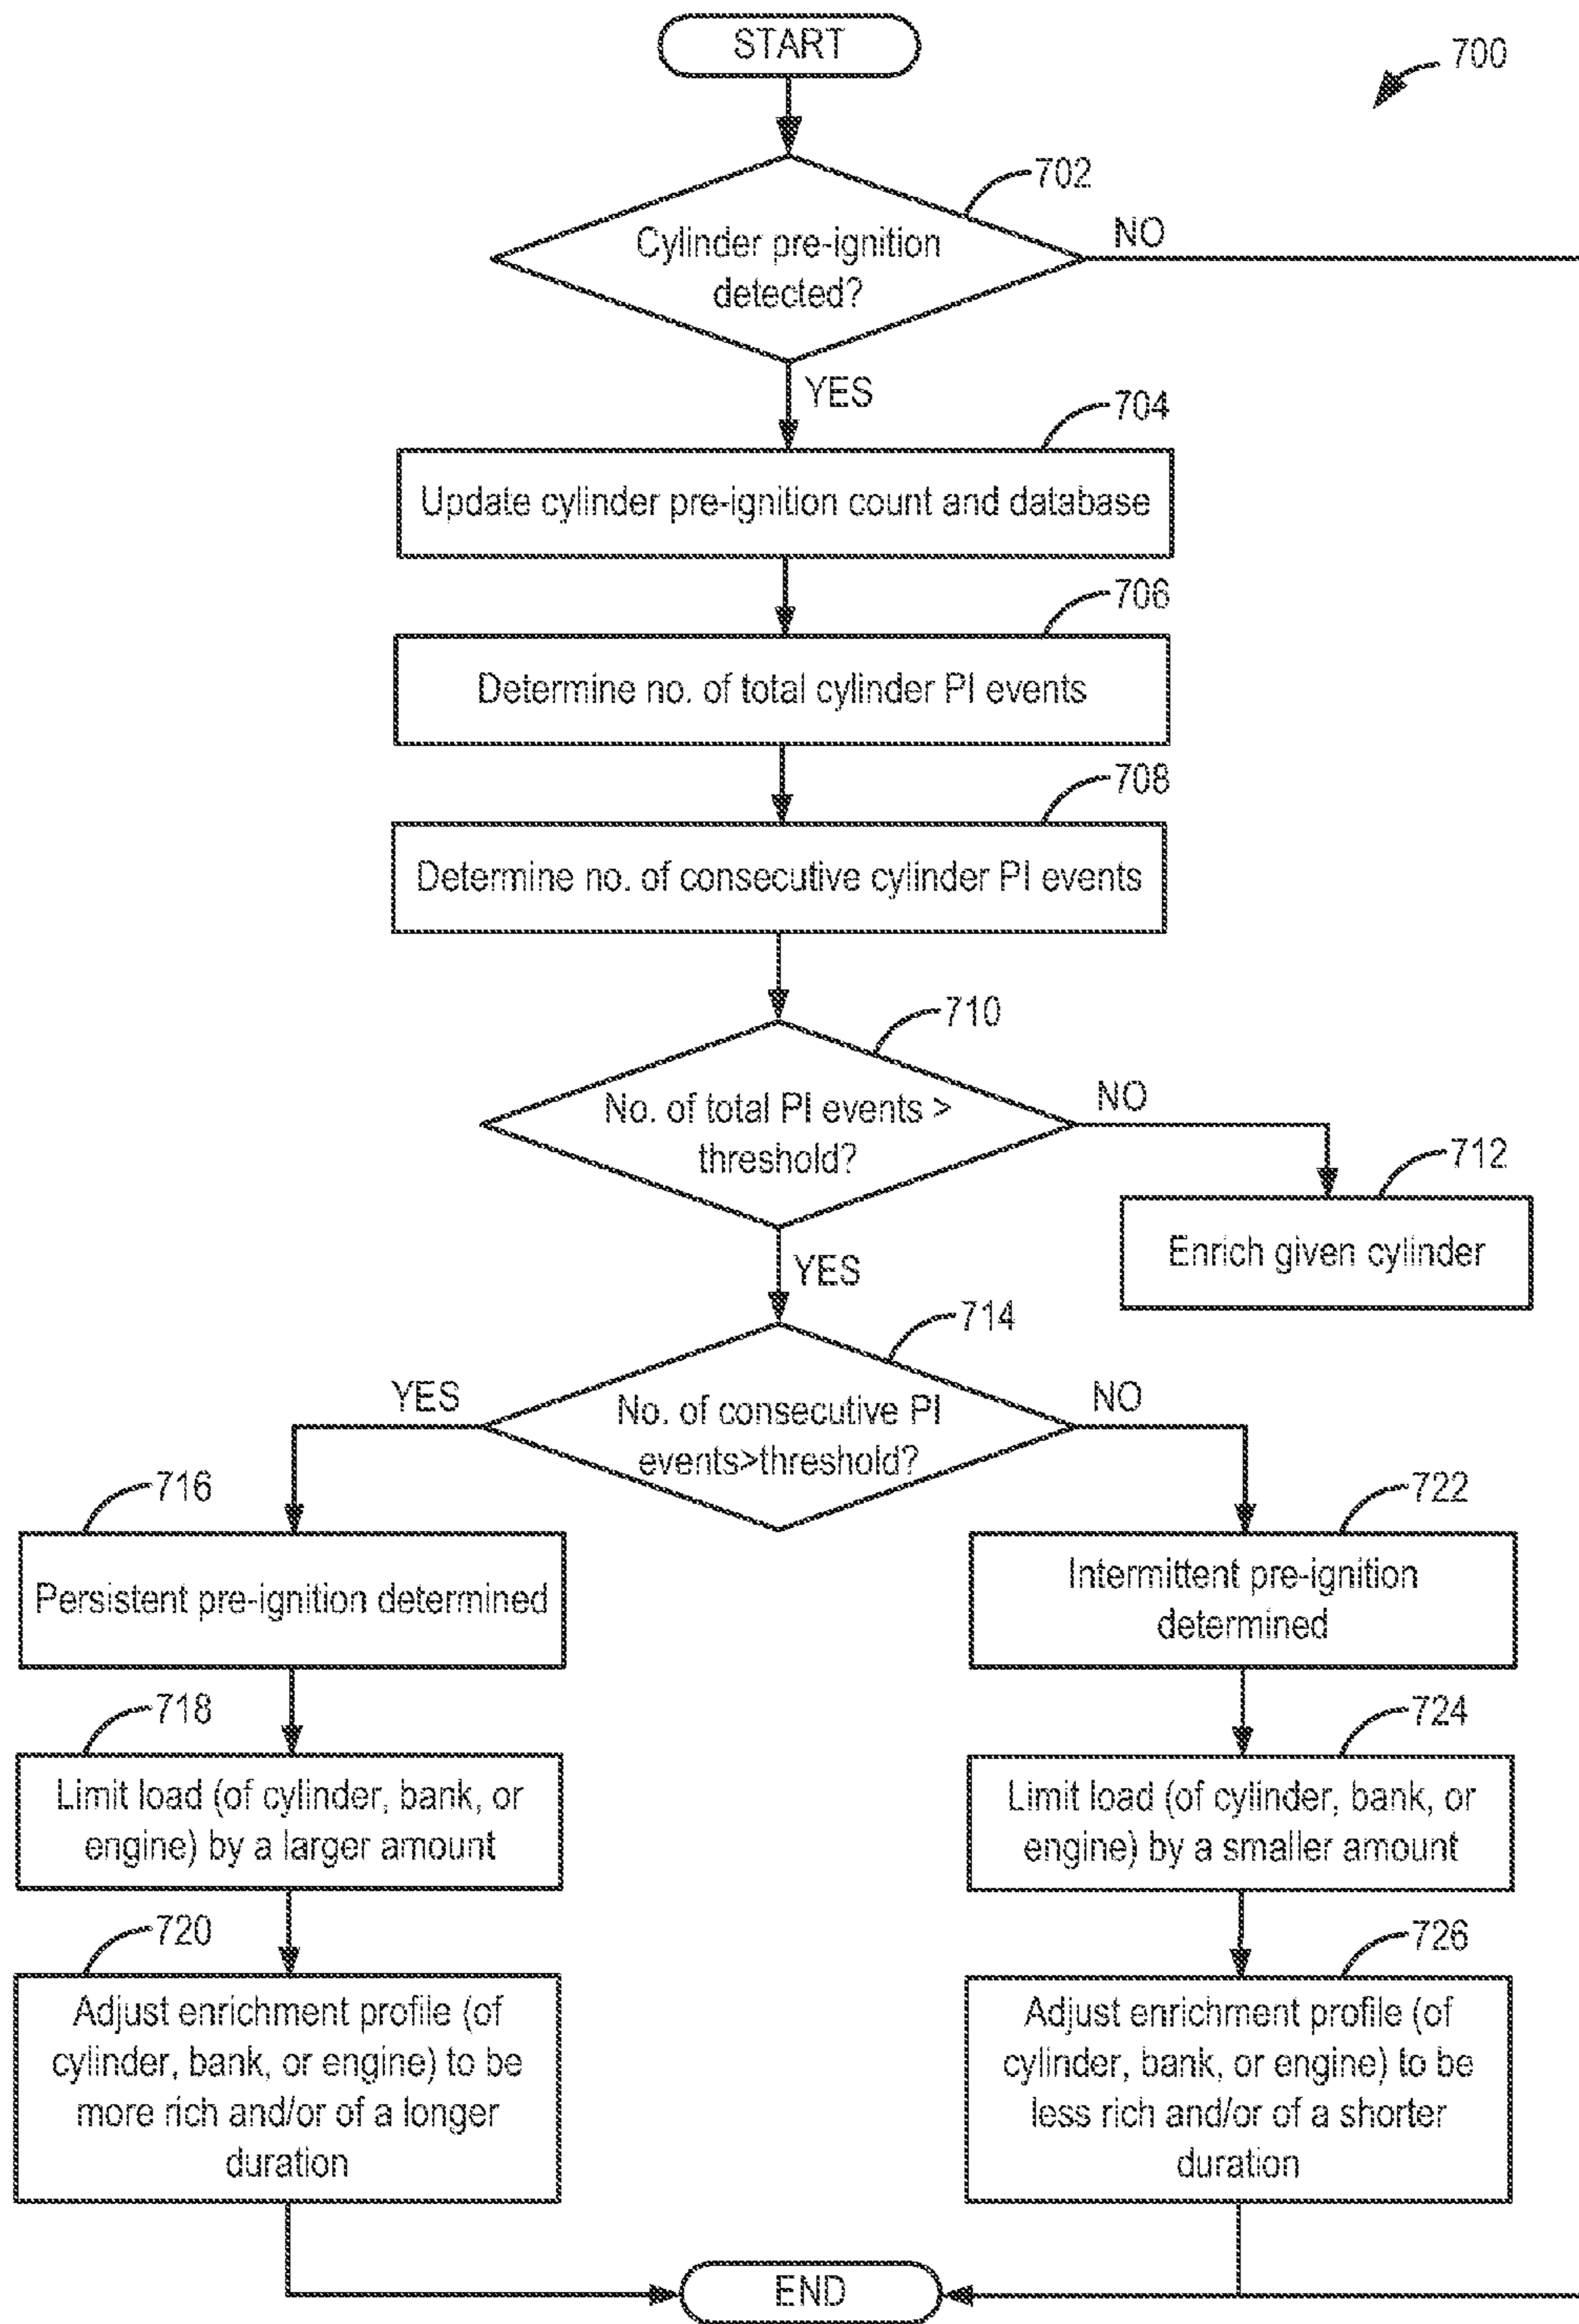 START
700
702
Cylinder pre-ignition
detected?
NO
YES
704
Update cylinder pre-ignition count and database
706
Determine no. of total cylinder PI events
708
Determine no. of consecutive cylinder PI events
710
No. of total PI events >
threshold?
NO
712
Enrich given cylinder
YES
714
No. of consecutive PI
events>threshold?
YES
NO
716
Persistent pre-ignition determined
722
Intermittent pre-ignition
determined
718
Limit load (of cylinder, bank, or
engine) by a larger amount
724
Limit load (of cylinder, bank, or
engine) by a smaller amount
720
Adjust enrichment profile (of
cylinder, bank, or engine) to be
more rich and/or of a longer
duration
726
Adjust enrichment profile (of
cylinder, bank, or engine) to be
less rich and/or of a shorter
duration
END